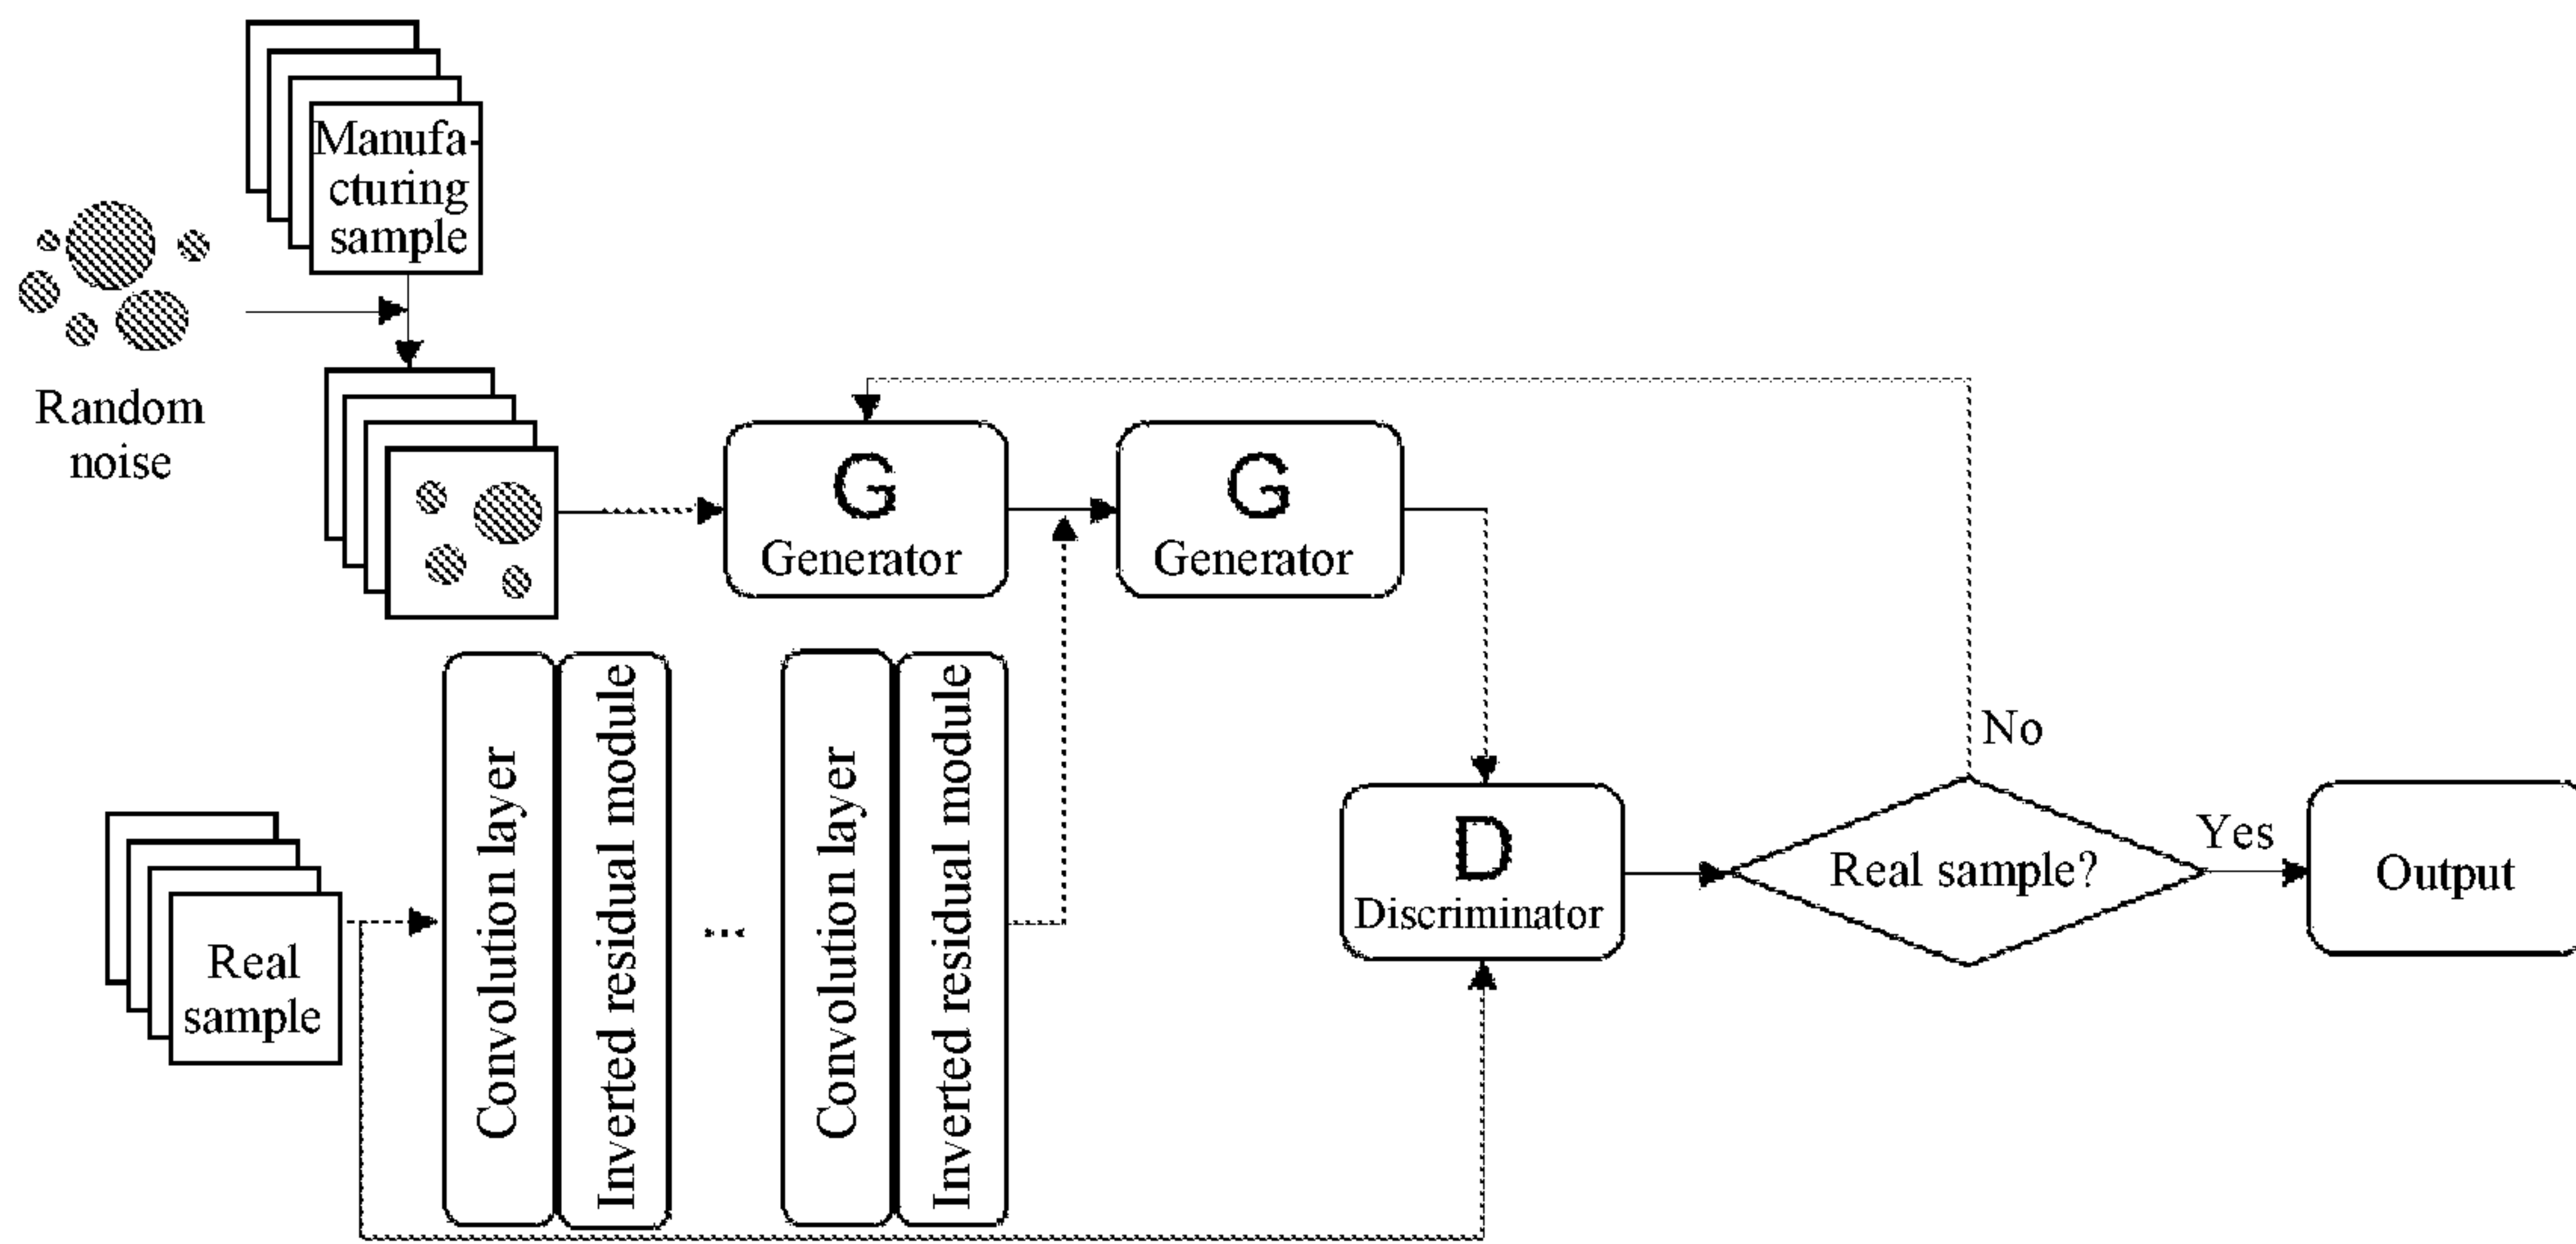 Manufa-
cturing
sample
Random
noise
G
Generator
G
Generator
Convolution layer
Inverted residual module
...
Convolution layer
Inverted residual module
Real
sample
D
Discriminator
Real sample?
No
Yes
Output